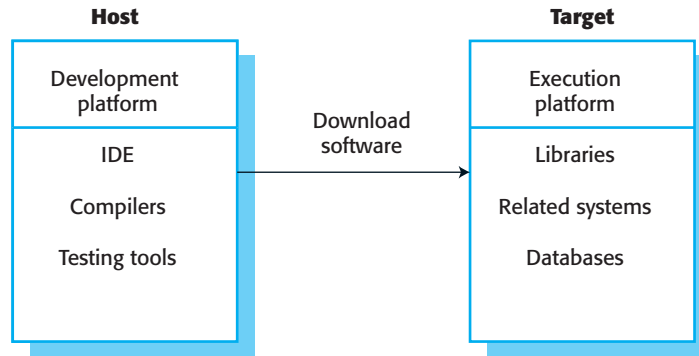 Host
Development
platform
IDE
Compilers
Testing tools
Download
software
Target
Execution
platform
Libraries
Related systems
Databases